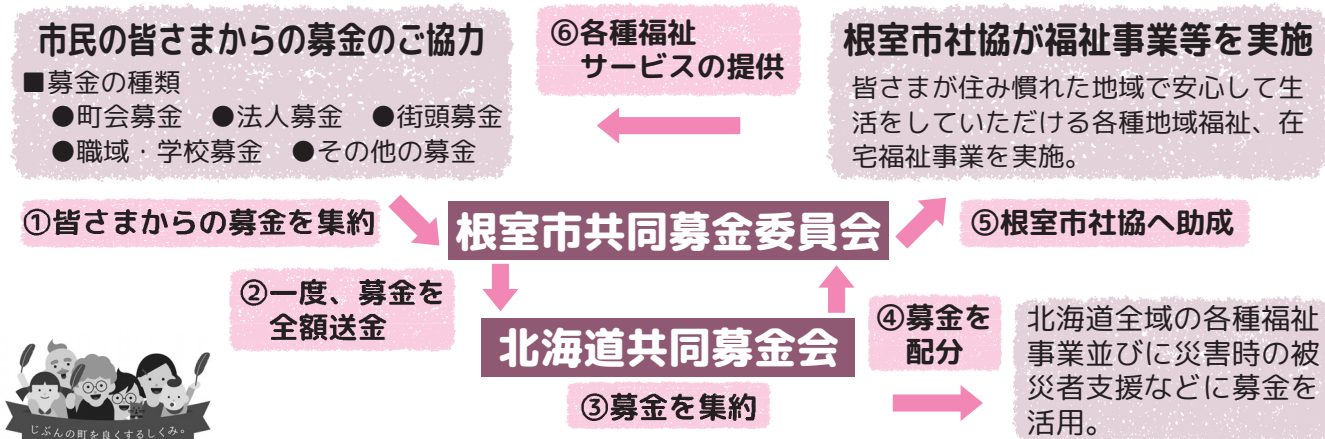 市民の皆さまからの募金のご協力
■募金の種類
●町会募金　●法人募金　●街頭募金
●職域・学校募金　●その他の募金
⑥各種福祉
サービスの提供
根室市社協が福祉事業等を実施
皆さまが住み慣れた地域で安心して生
活をしていただける各種地域福祉、在
宅福祉事業を実施。
①皆さまからの募金を集約
根室市共同募金委員会
⑤根室市社協へ助成
②一度、募金を
全額送金
北海道共同募金会
③募金を集約
④募金を
配分
北海道全域の各種福祉
事業並びに災害時の被
災者支援などに募金を
活用。
じぶんの町を良くするしくみ。